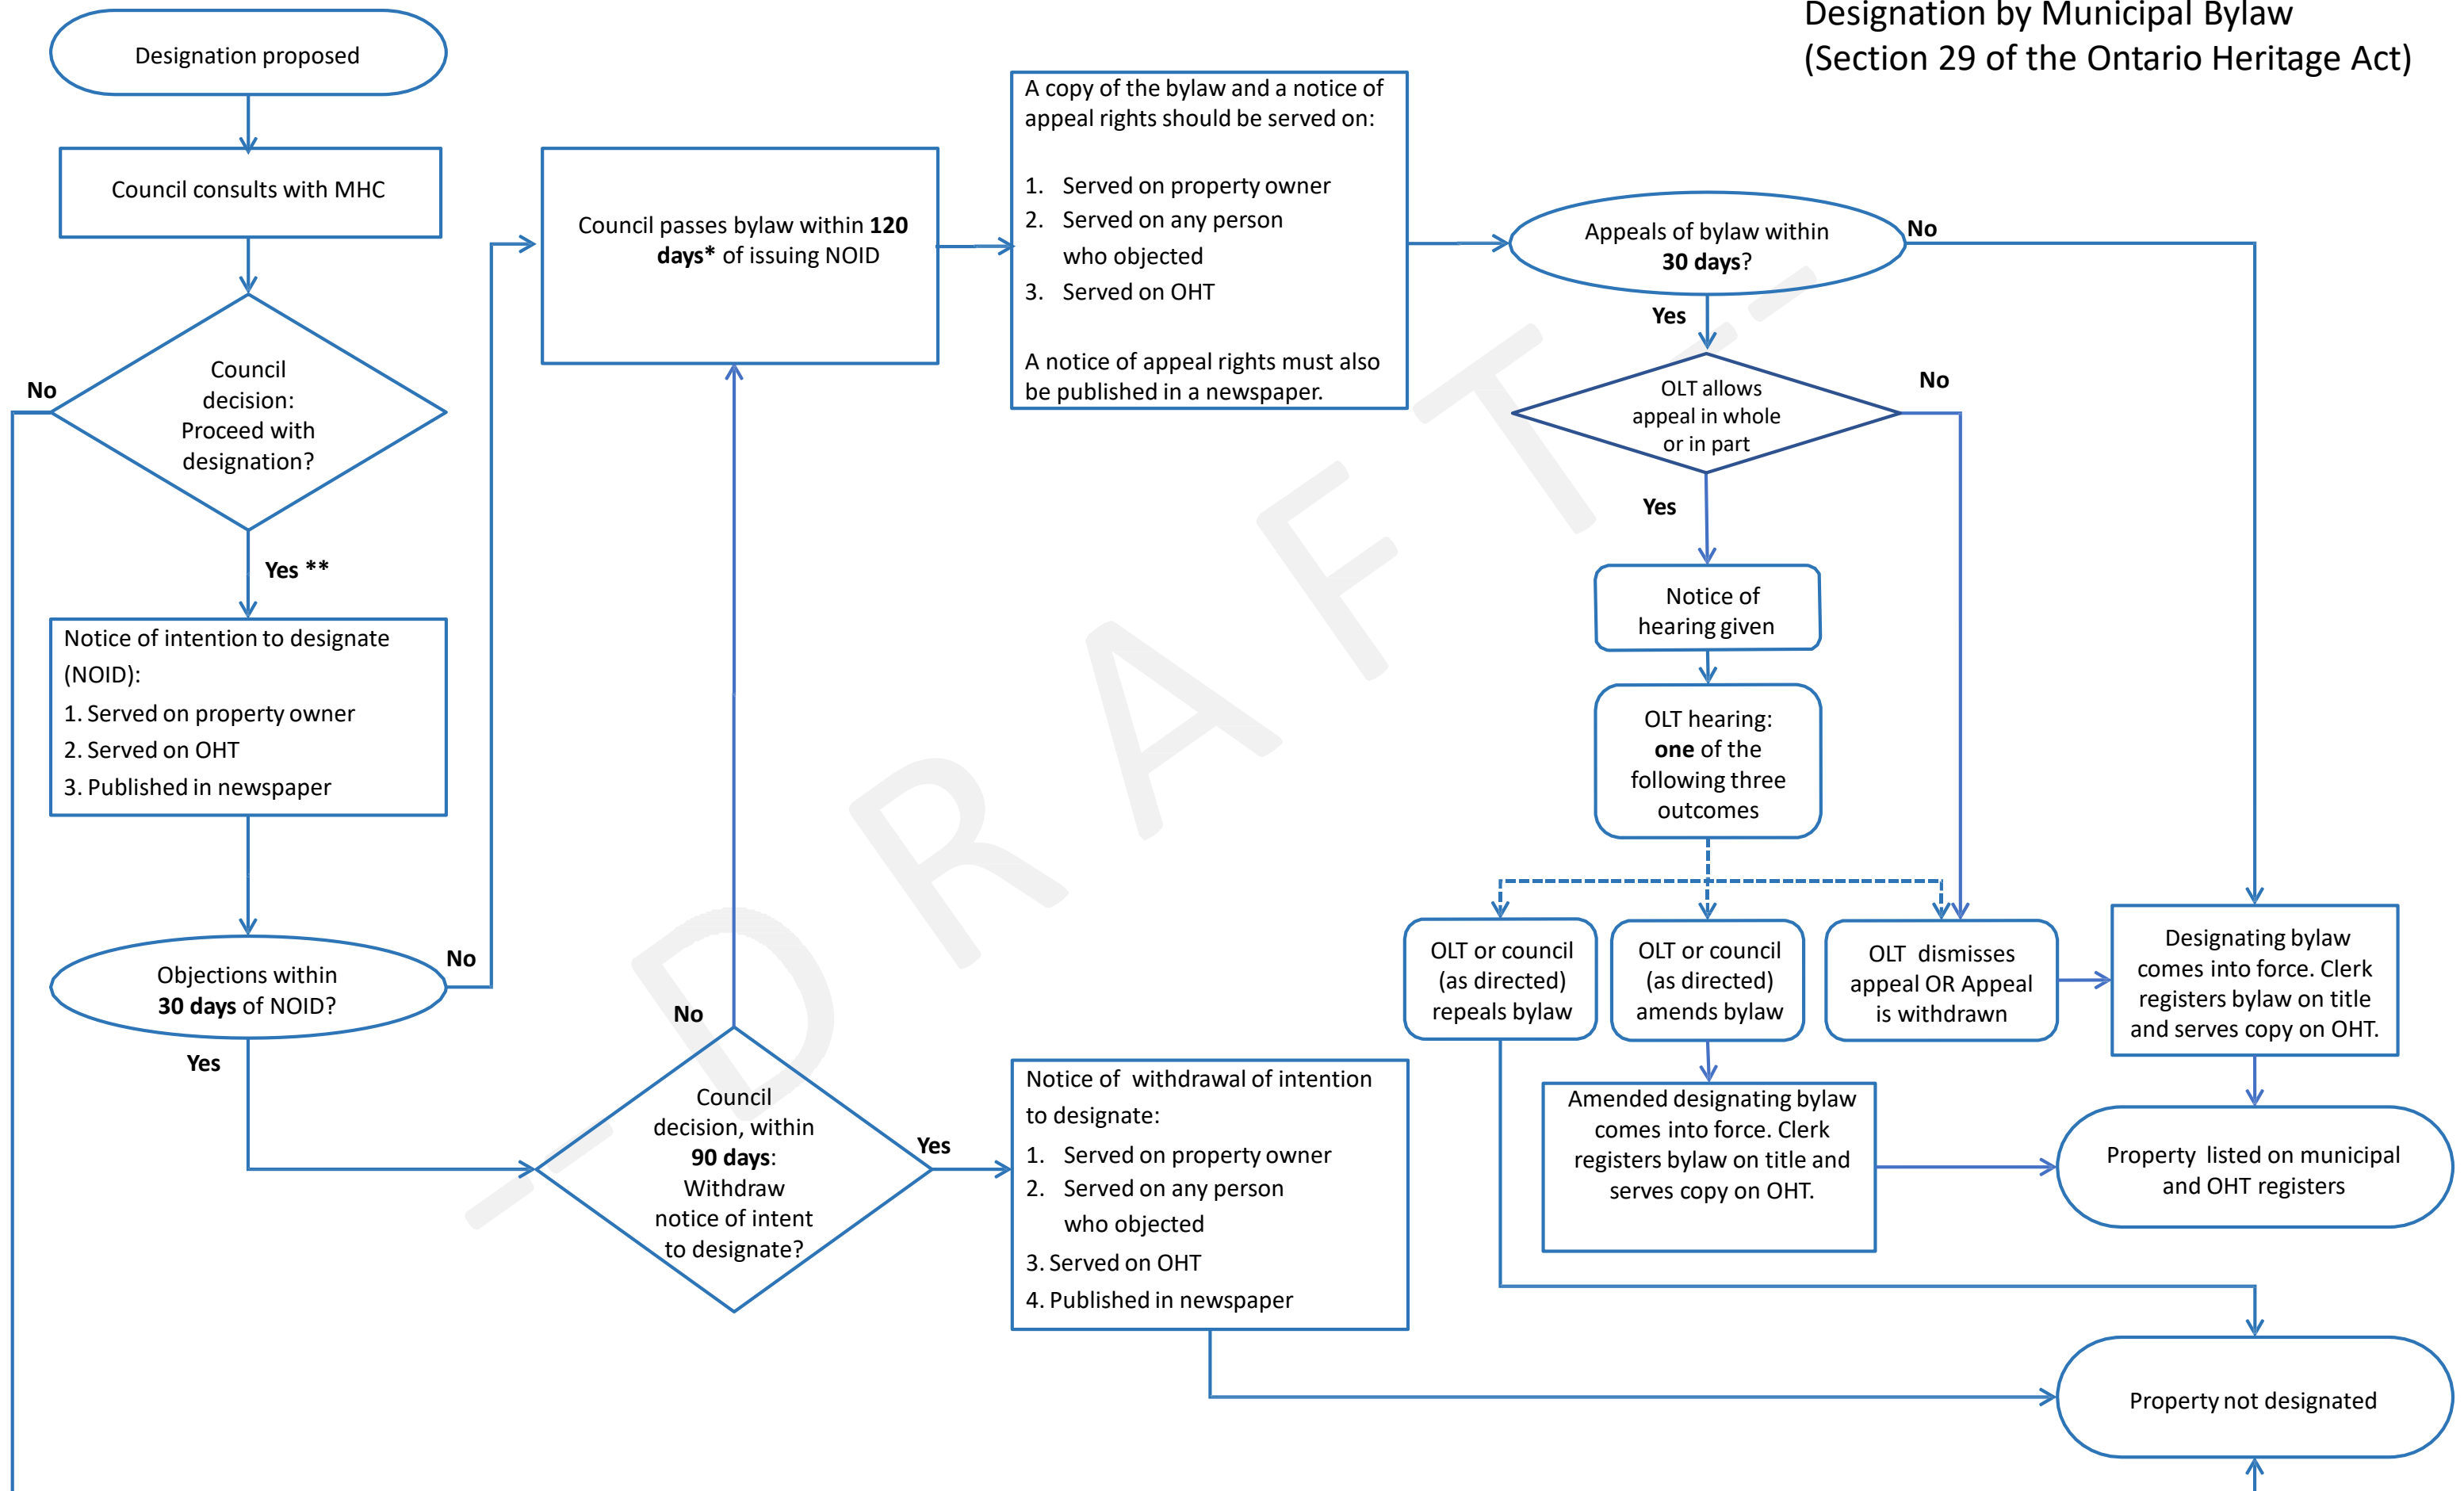 Designation by Municipal Bylaw
(Section 29 of the Ontario Heritage Act)
Designation proposed
Council consults with MHC
Council
decision:
Proceed with
designation?
No
Yes **
Notice of intention to designate
(NOID):
1. Served on property owner
2. Served on OHT
3. Published in newspaper
Objections within
30 days of NOID?
No
Yes
Council passes bylaw within 120
days* of issuing NOID
No
Council
decision, within
90 days:
Withdraw
notice of intent
to designate?
Yes
A copy of the bylaw and a notice of
appeal rights should be served on:
1. Served on property owner
2. Served on any person
who objected
3. Served on OHT
A notice of appeal rights must also
be published in a newspaper.
Notice of withdrawal of intention
to designate:
1. Served on property owner
2. Served on any person
who objected
3. Served on OHT
4. Published in newspaper
Appeals of bylaw within
30 days?
No
Yes
OLT allows
appeal in whole
or in part
No
Yes
Notice of
hearing given
OLT hearing:
one of the
following three
outcomes
OLT or council
(as directed)
repeals bylaw
OLT or council
(as directed)
amends bylaw
OLT dismisses
appeal OR Appeal
is withdrawn
Designating bylaw
comes into force. Clerk
registers bylaw on title
and serves copy on OHT.
Amended designating bylaw
comes into force. Clerk
registers bylaw on title and
serves copy on OHT.
Property listed on municipal
and OHT registers
Property not designated
-- D R A F T --